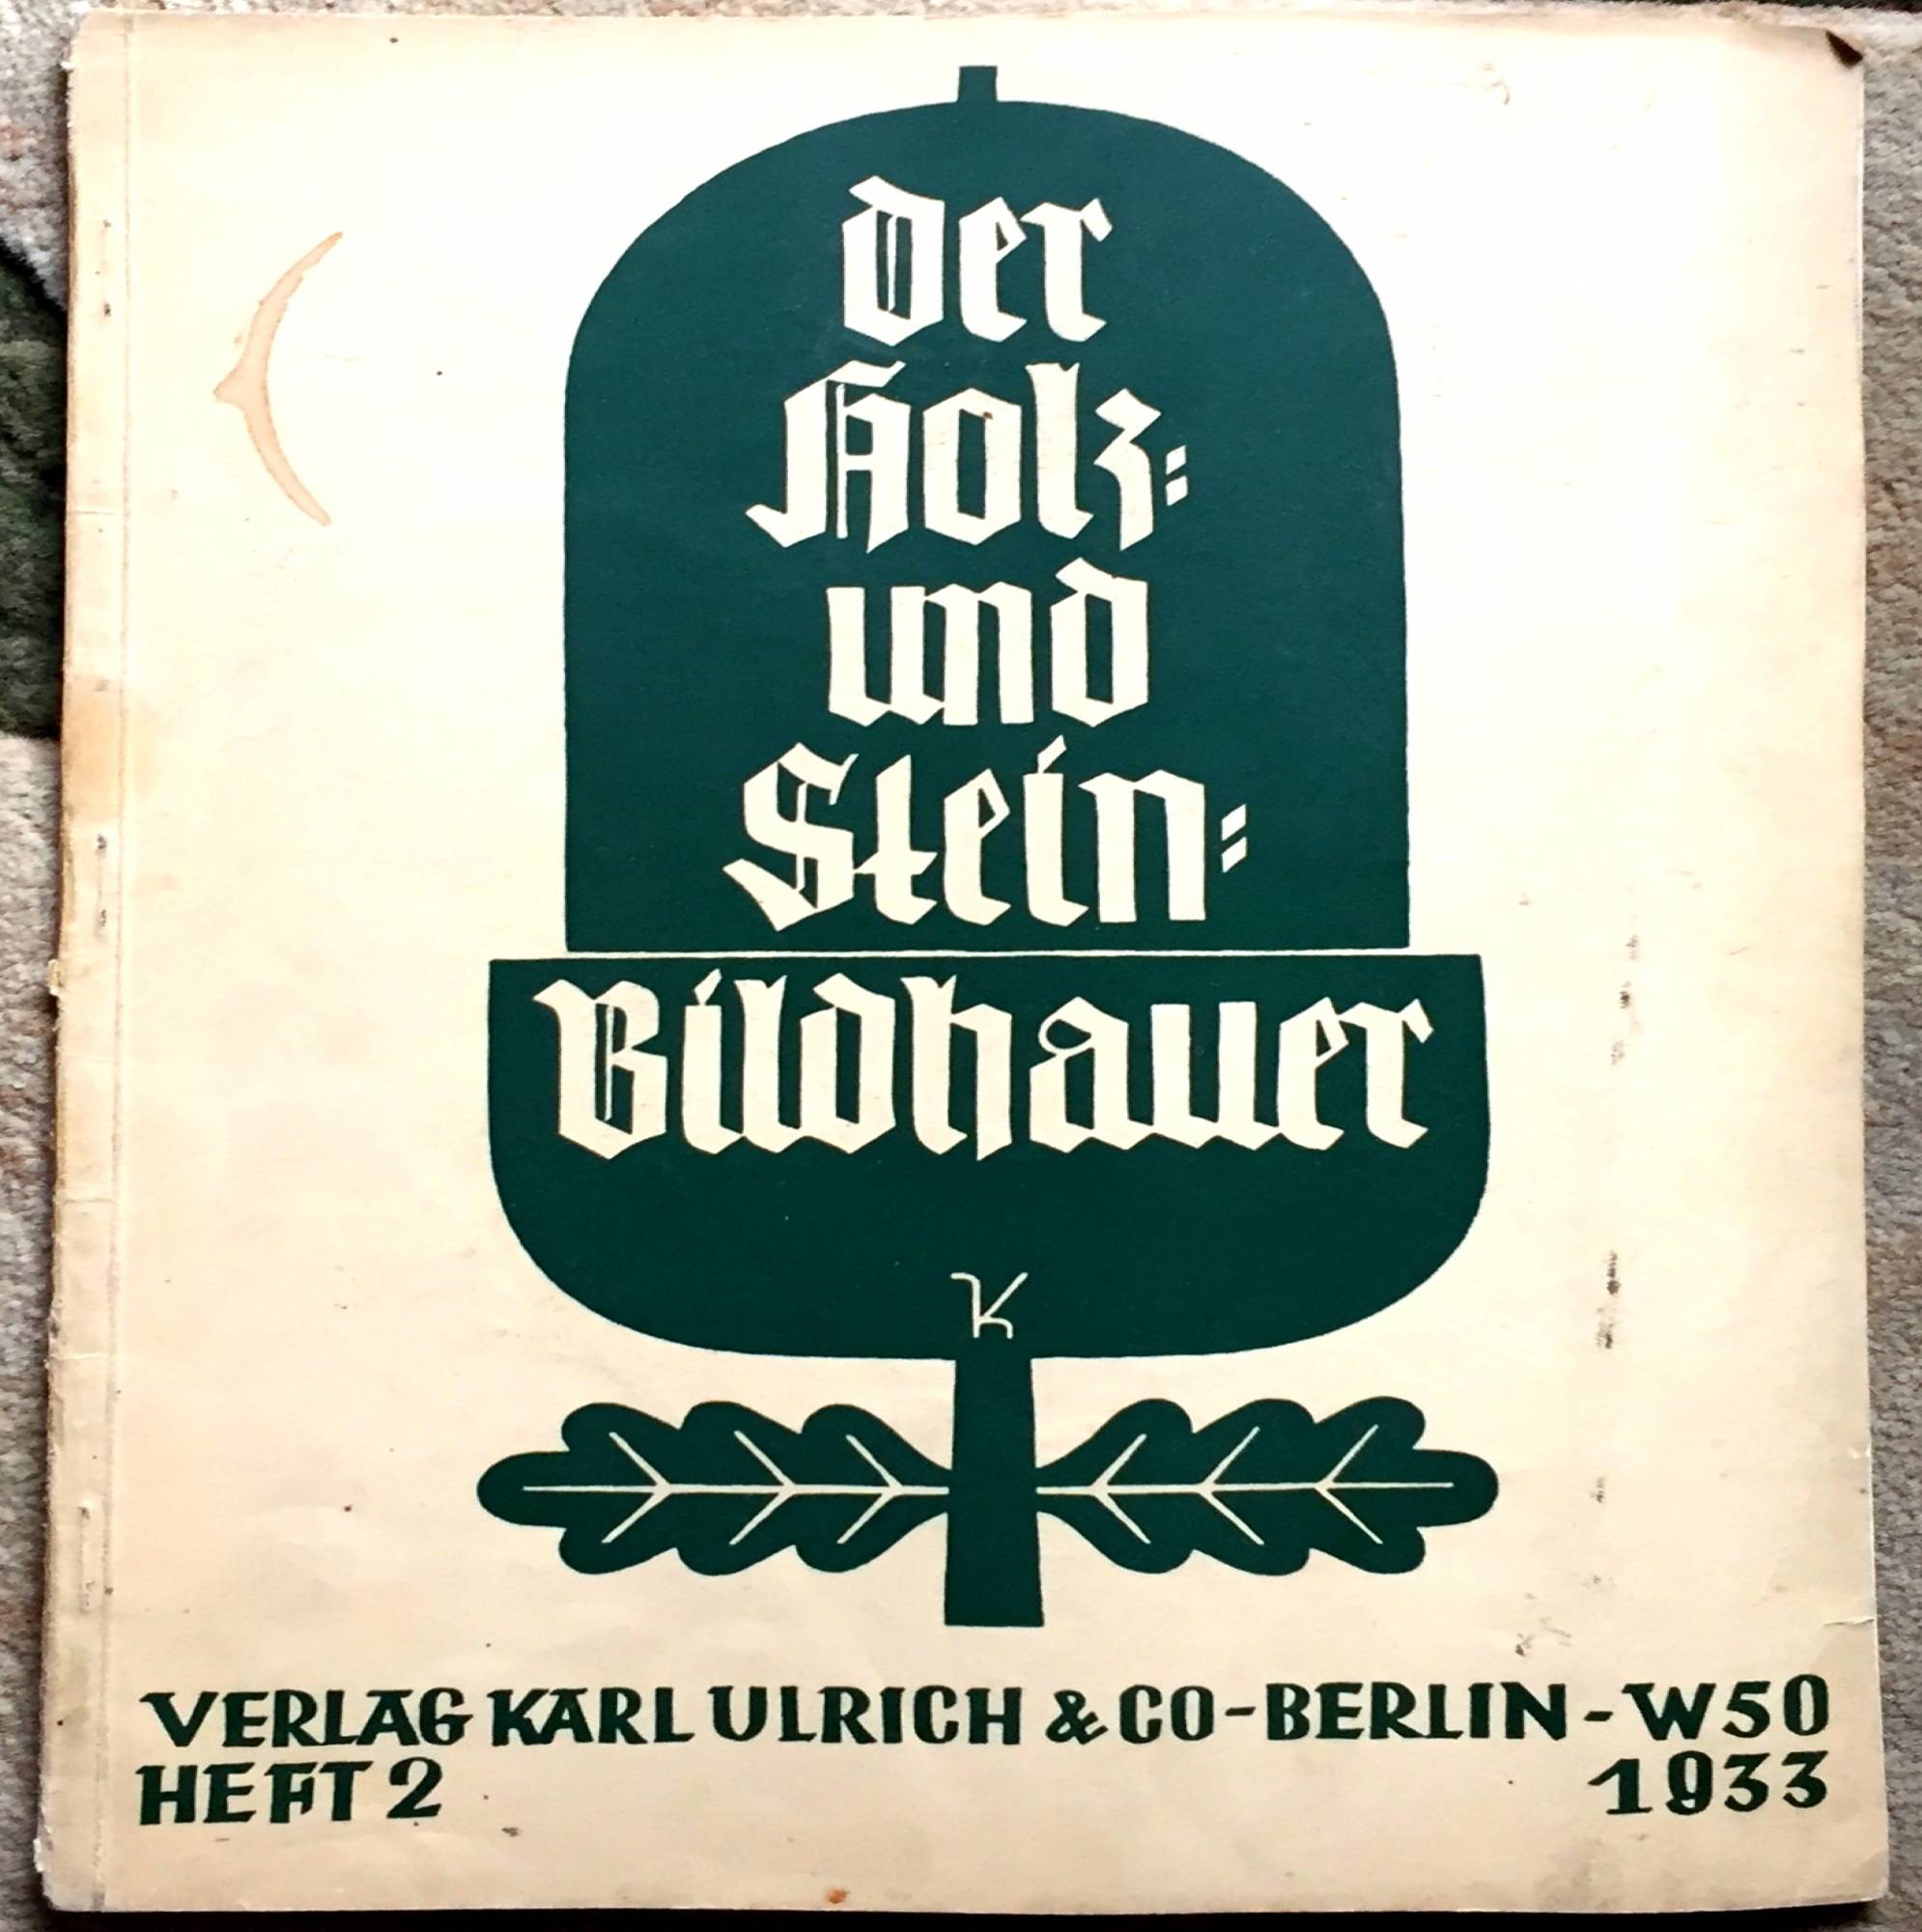 der
Holz=
und
Stein=
Bildhauer
K
VERLAG KARL ULRICH & CO-BERLIN-W50
HEFT 2 1933